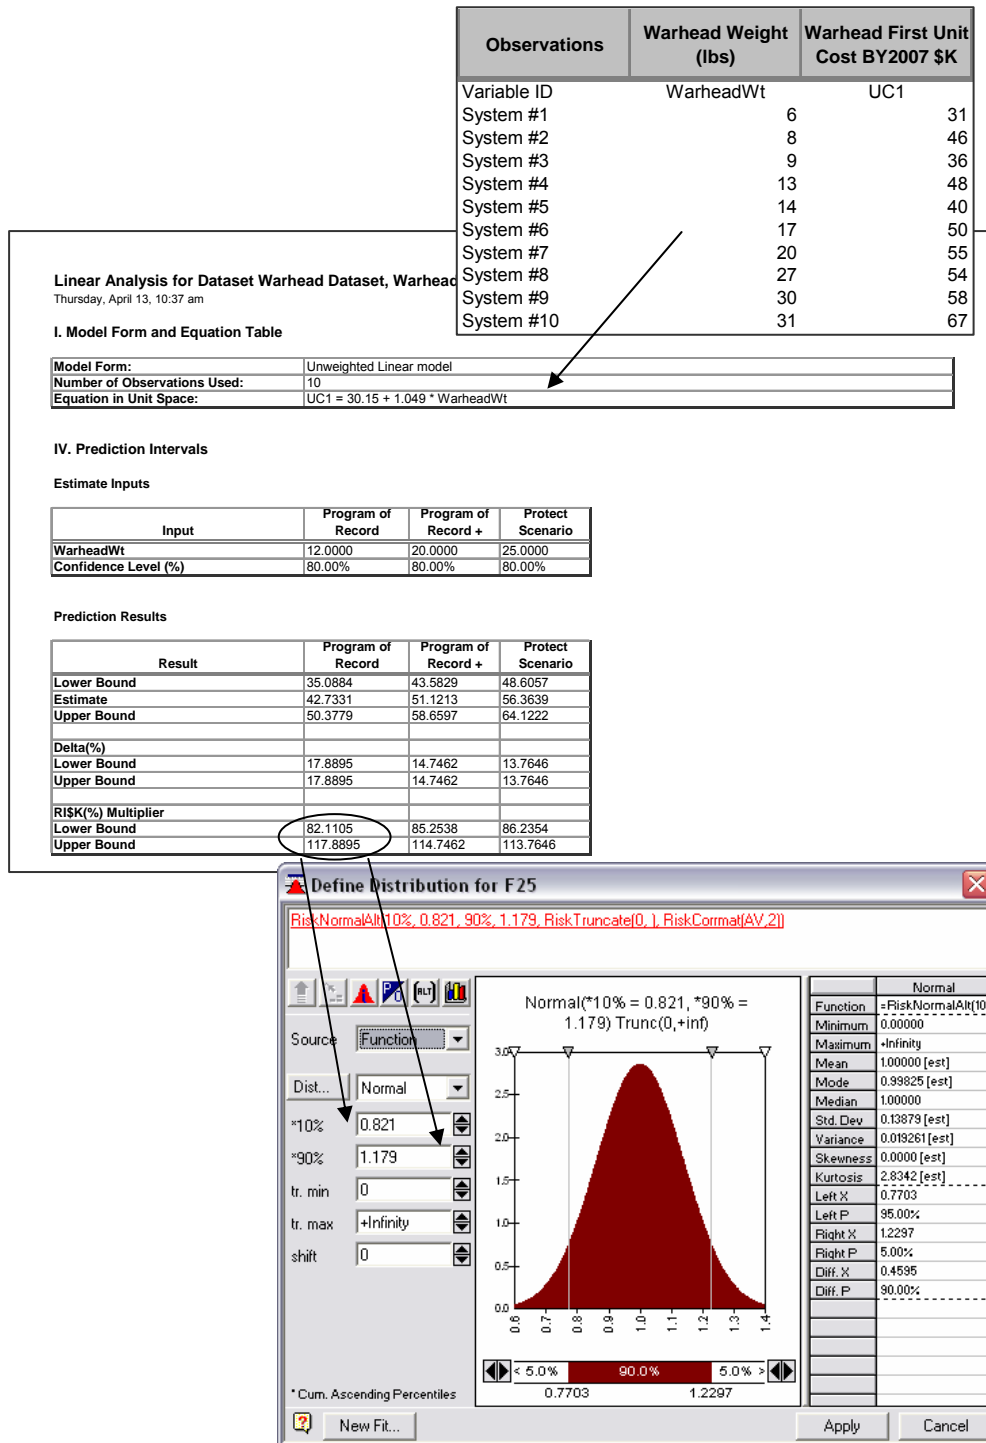 Observations Warhead Weight (lbs) Warhead First Unit Cost BY2007 $K
Variable ID WarheadWt UC1
System #1 6 31
System #2 8 46
System #3 9 36
System #4 13 48
System #5 14 40
System #6 17 50
System #7 20 55
System #8 27 54
System #9 30 58
System #10 31 67
Linear Analysis for Dataset Warhead Dataset, Warhead
Thursday, April 13, 10:37 am
I. Model Form and Equation Table
Model Form: Unweighted Linear model
Number of Observations Used: 10
Equation in Unit Space: UC1 = 30.15 + 1.049 * WarheadWt
IV. Prediction Intervals
Estimate Inputs
Input Program of Record Program of Record + Protect Scenario
WarheadWt 12.0000 20.0000 25.0000
Confidence Level (%) 80.00% 80.00% 80.00%
Prediction Results
Result Program of Record Program of Record + Protect Scenario
Lower Bound 35.0884 43.5829 48.6057
Estimate 42.7331 51.1213 56.3639
Upper Bound 50.3779 58.6597 64.1222
Delta(%)
Lower Bound 17.8895 14.7462 13.7646
Upper Bound 17.8895 14.7462 13.7646
RI$K(%) Multiplier
Lower Bound 82.1105 85.2538 86.2354
Upper Bound 117.8895 114.7462 113.7646
Define Distribution for F25
RiskNormalAlt(10%, 0.821, 90%, 1.179, RiskTruncate(0, ), RiskCorrmat(AV,2))
Source Function
Dist... Normal
*10% 0.821
*90% 1.179
tr. min 0
tr. max +Infinity
shift 0
* Cum. Ascending Percentiles
Normal(*10% = 0.821, *90% =
1.179) Trunc(0,+inf)
3.0
2.5
2.0
1.5
1.0
0.5
0.0
0.6 0.7 0.8 0.9 1.0 1.1 1.2 1.3 1.4
< 5.0% 90.0% 5.0% >
0.7703 1.2297
Normal
Function =RiskNormalAlt(10
Minimum 0.00000
Maximum +Infinity
Mean 1.00000 [est]
Mode 0.99825 [est]
Median 1.00000
Std. Dev 0.13879 [est]
Variance 0.019261 [est]
Skewness 0.0000 [est]
Kurtosis 2.8342 [est]
Left X 0.7703
Left P 95.00%
Right X 1.2297
Right P 5.00%
Diff. X 0.4595
Diff. P 90.00%
New Fit... Apply Cancel